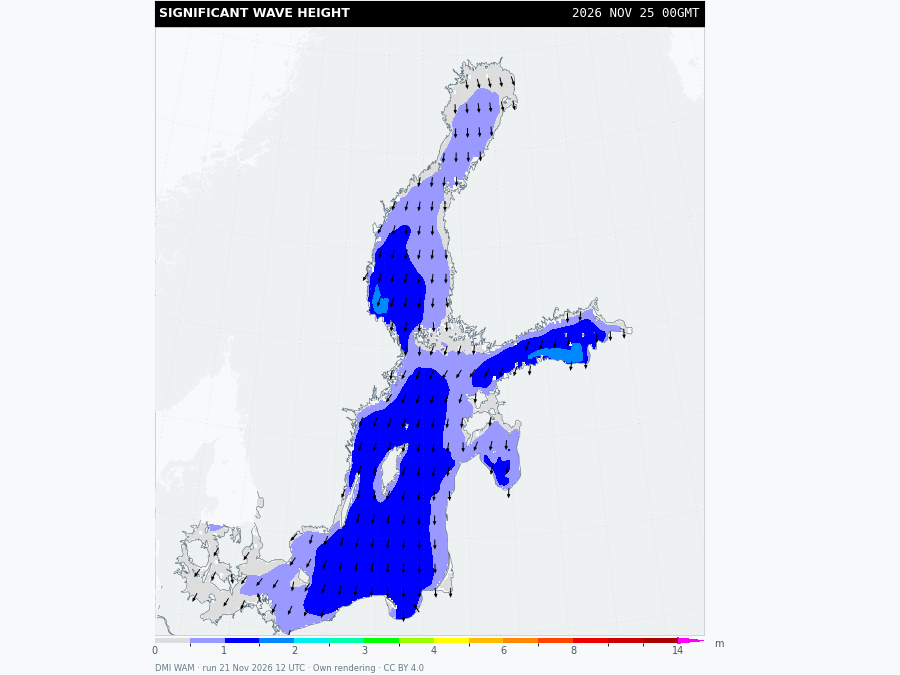 SIGNIFICANT WAVE HEIGHT 2026 NOV 25 00GMT
0 1 2 3 4 6 8 14 m
DMI WAM · run 21 Nov 2026 12 UTC · Own rendering · CC BY 4.0